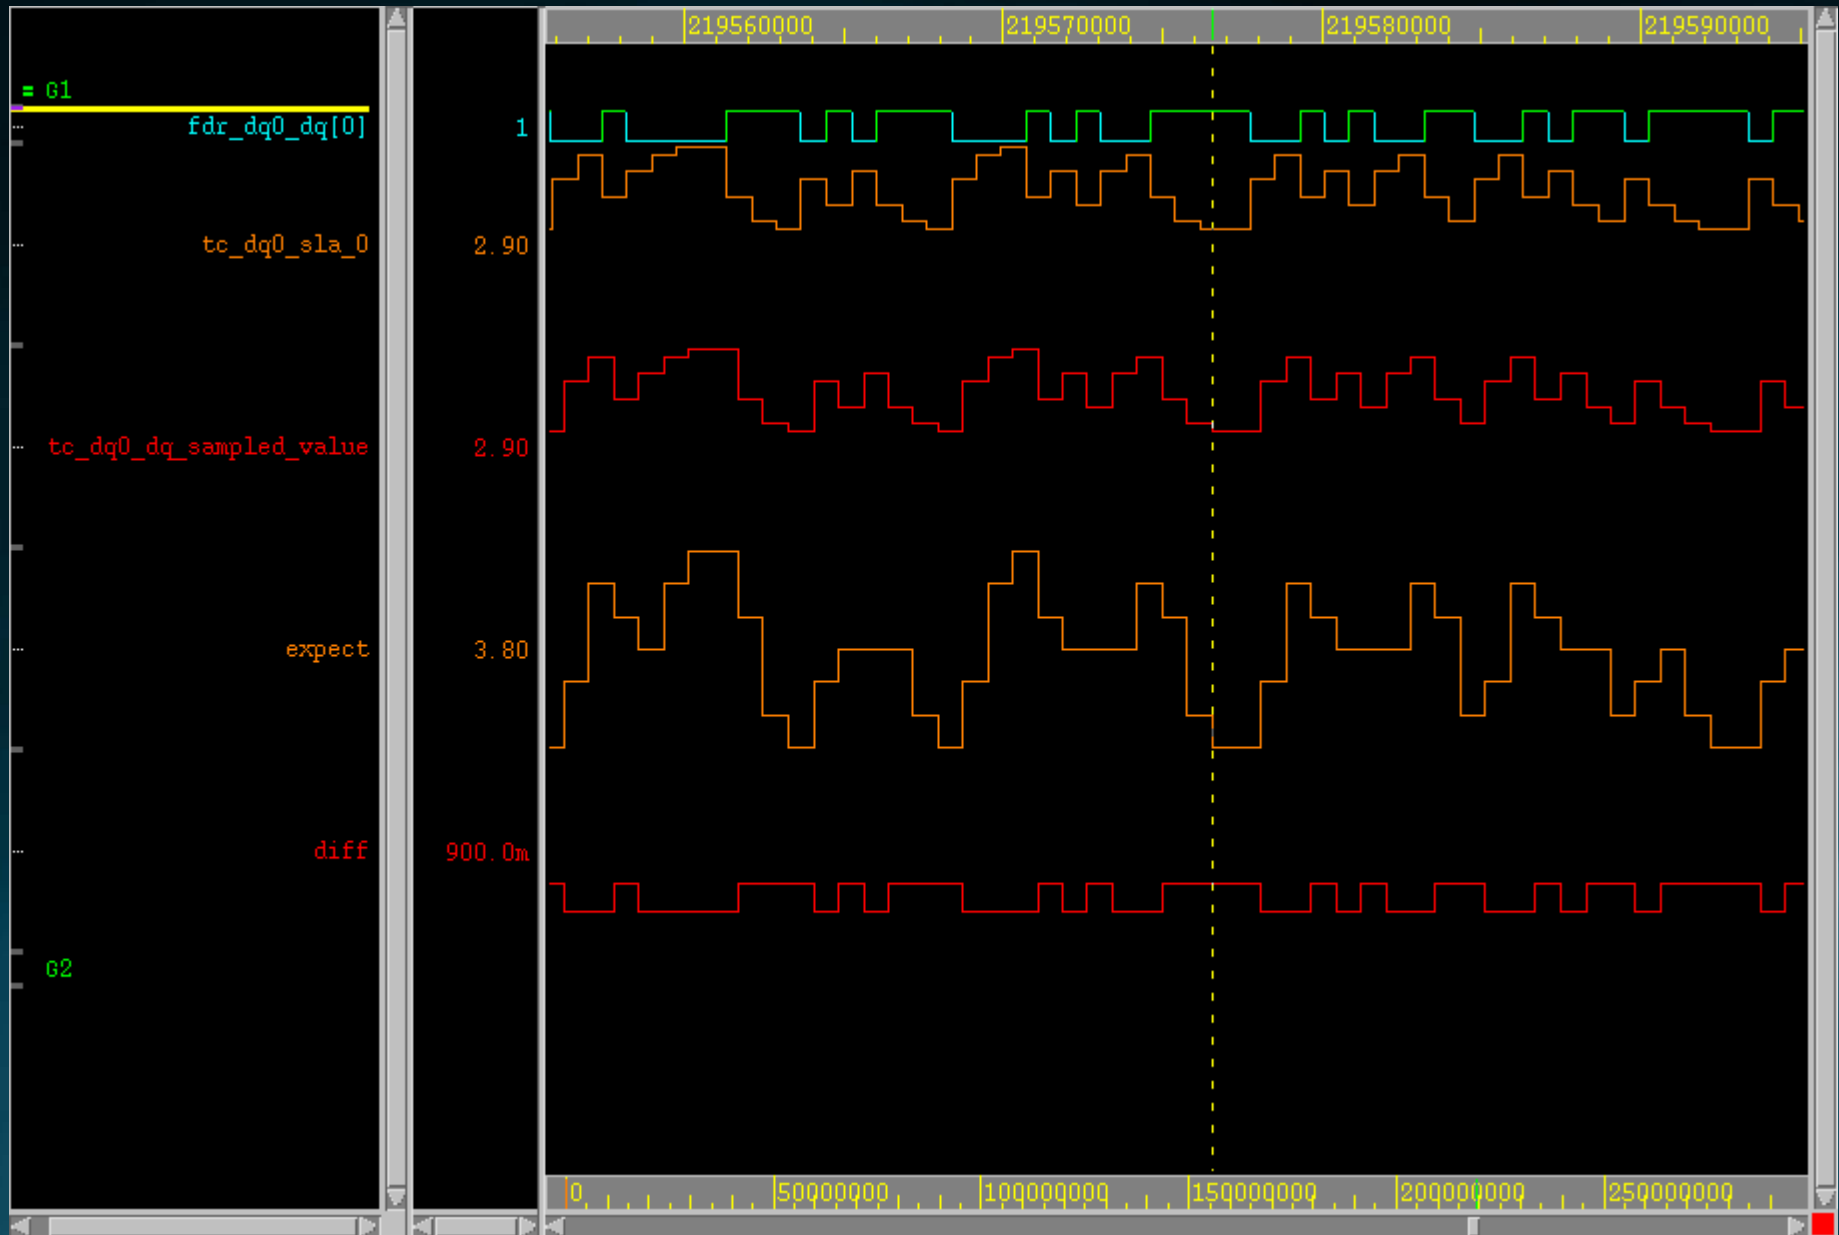 219560000 219570000 219580000 219590000
= G1
fdr_dq0_dq[0] 1
tc_dq0_sla_0 2.90
tc_dq0_dq_sampled_value 2.90
expect 3.80
diff 900.0m
G2
0 50000000 100000000 150000000 200000000 250000000